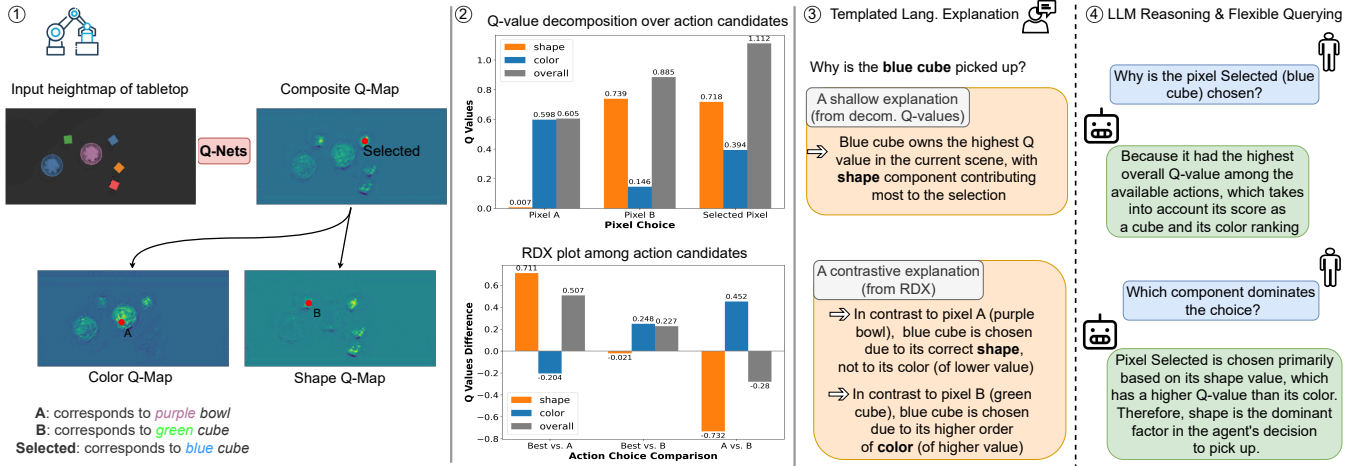 ①
Input heightmap of tabletop
Composite Q-Map
Q-Nets
Selected
A
B
Color Q-Map
Shape Q-Map
A: corresponds to purple bowl
B: corresponds to green cube
Selected: corresponds to blue cube
②
Q-value decomposition over action candidates
shape
color
overall
Q Values
1.0
0.8
0.6
0.4
0.2
0.0
0.007
0.598
0.605
0.739
0.146
0.885
0.718
0.394
1.112
Pixel A
Pixel B
Selected Pixel
Pixel Choice
RDX plot among action candidates
Q Values Difference
0.6
0.4
0.2
0.0
−0.2
−0.4
−0.6
−0.8
0.711
-0.204
0.507
-0.021
0.248
0.227
-0.732
0.452
-0.28
shape
color
overall
Best vs. A
Best vs. B
A vs. B
Action Choice Comparison
③ Templated Lang. Explanation
Why is the blue cube picked up?
A shallow explanation
(from decom. Q-values)
Blue cube owns the highest Q
value in the current scene, with
shape component contributing
most to the selection
A contrastive explanation
(from RDX)
In contrast to pixel A (purple
bowl), blue cube is chosen
due to its correct shape,
not to its color (of lower value)
In contrast to pixel B (green
cube), blue cube is chosen
due to its higher order
of color (of higher value)
④ LLM Reasoning & Flexible Querying
Why is the pixel Selected (blue
cube) chosen?
Because it had the highest
overall Q-value among the
available actions, which takes
into account its score as
a cube and its color ranking
Which component dominates
the choice?
Pixel Selected is chosen primarily
based on its shape value, which
has a higher Q-value than its color.
Therefore, shape is the dominant
factor in the agent's decision
to pick up.